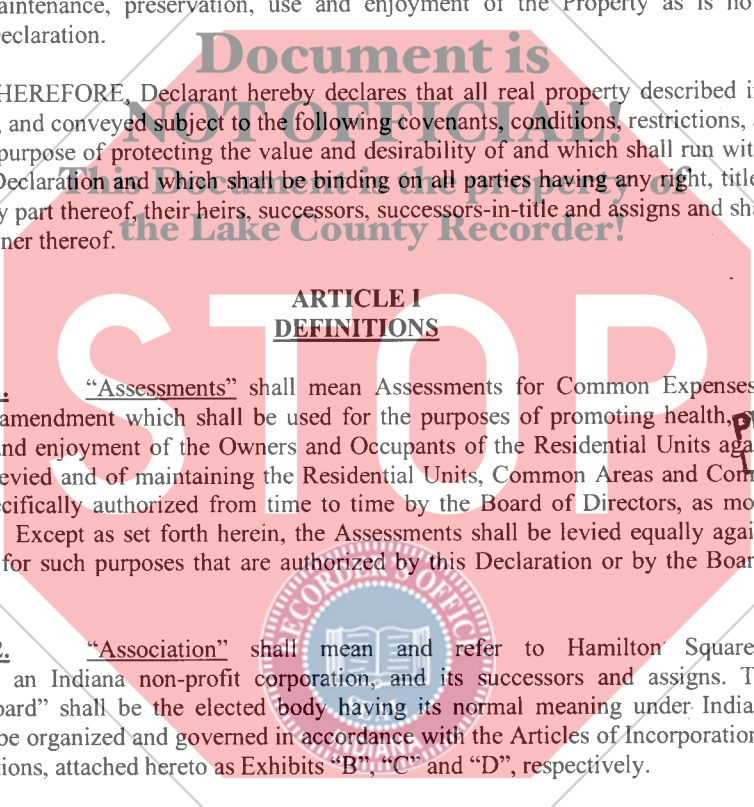 aintenance, preservation, use and enjoyment of the Property as is no
eclaration.
Document is
HEREFORE, Declarant hereby declares that all real property described i
NOT OFFICIAL!
, and conveyed subject to the following covenants, conditions, restrictions,
purpose of protecting the value and desirability of and which shall run wit
This Document is the property of
Declaration and which shall be binding on all parties having any right, title
y part thereof, their heirs, successors, successors-in-title and assigns and sha
the Lake County Recorder!
ner thereof.
ARTICLE I
DEFINITIONS
STOP
. “Assessments” shall mean Assessments for Common Expenses
amendment which shall be used for the purposes of promoting health,
nd enjoyment of the Owners and Occupants of the Residential Units aga
evied and of maintaining the Residential Units, Common Areas and Com
cifically authorized from time to time by the Board of Directors, as mo
Except as set forth herein, the Assessments shall be levied equally agai
for such purposes that are authorized by this Declaration or by the Boar
RECORDER'S OFFICE
2. “Association” shall mean and refer to Hamilton Square
an Indiana non-profit corporation, and its successors and assigns. T
oard” shall be the elected body having its normal meaning under India
be organized and governed in accordance with the Articles of Incorporation
INDIANA
tions, attached hereto as Exhibits “B”, “C” and “D”, respectively.